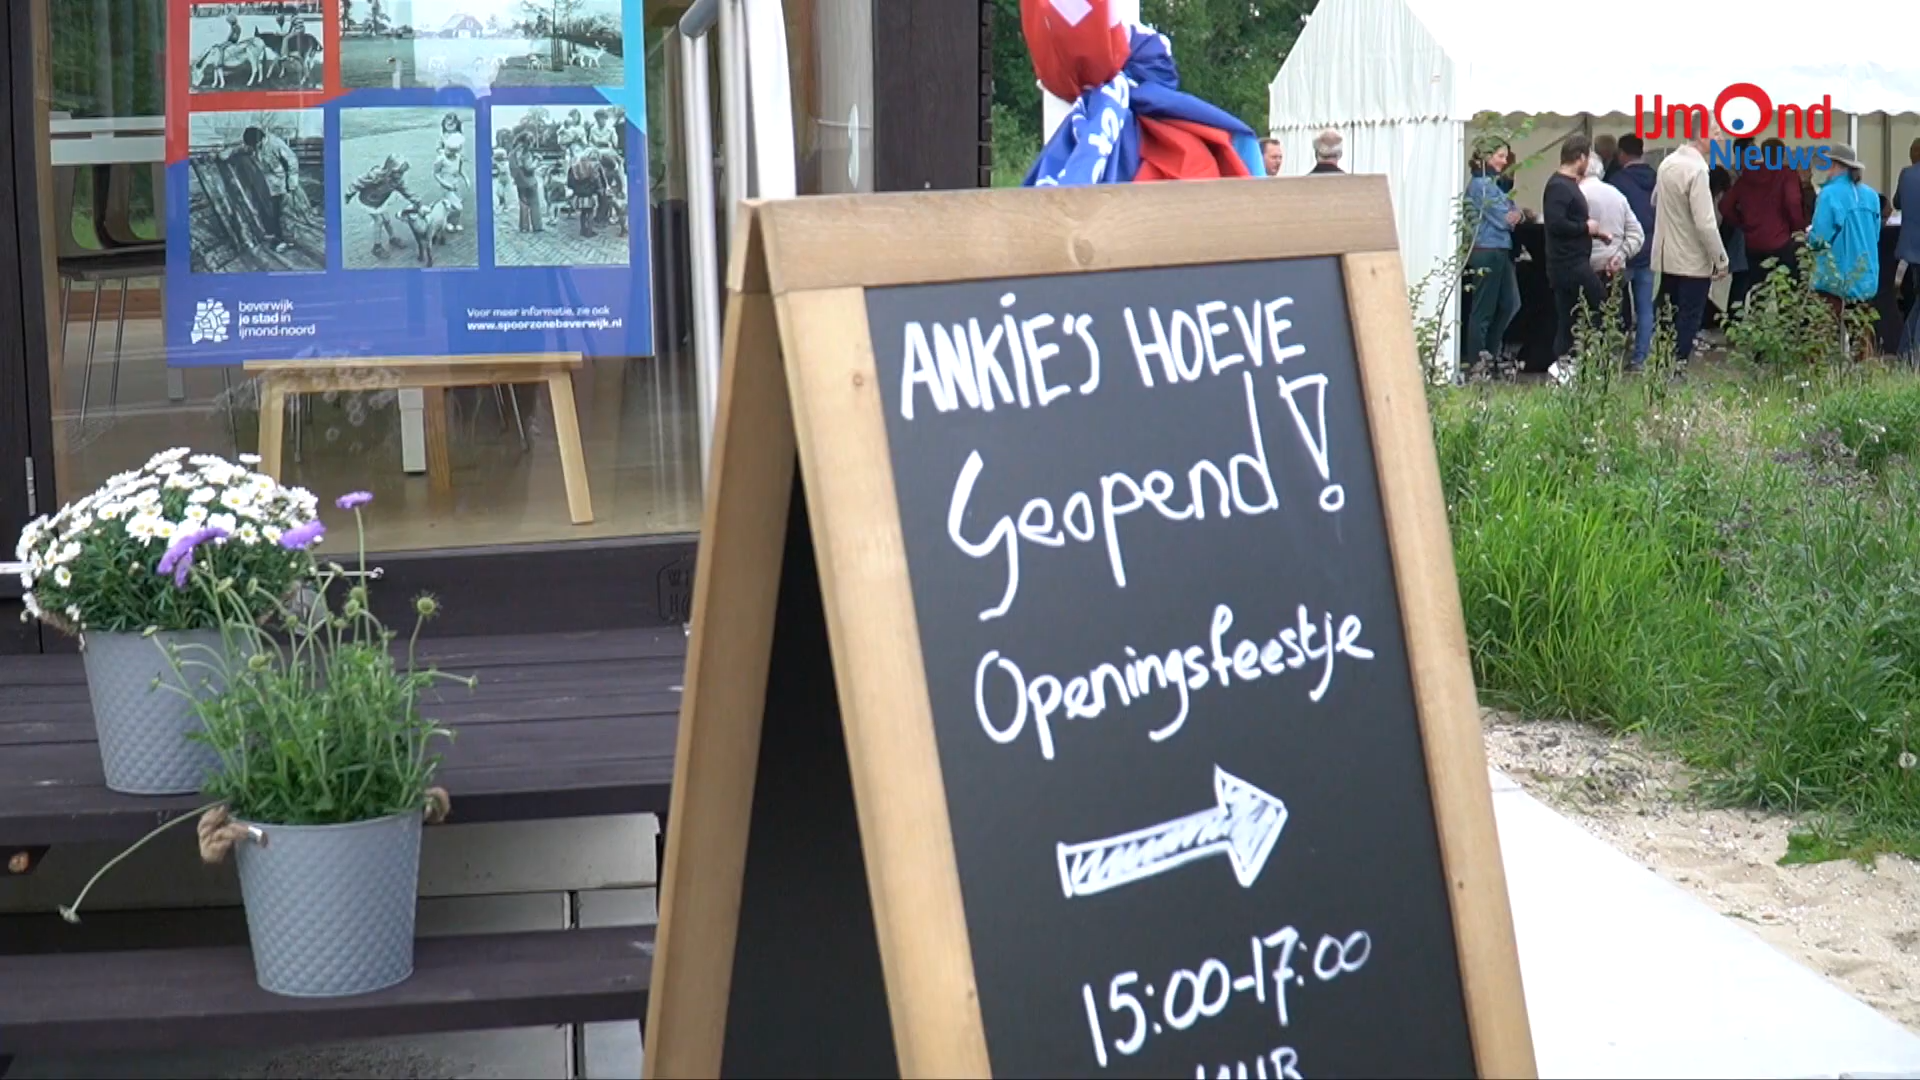 IJmond
Nieuws
beverwijk
je stad in
ijmond-noord
Voor meer informatie, zie ook
www.spoorzonebeverwijk.nl
ANKIE'S HOEVE
Geopend!
Openingsfeestje
15:00-17:00
UUR